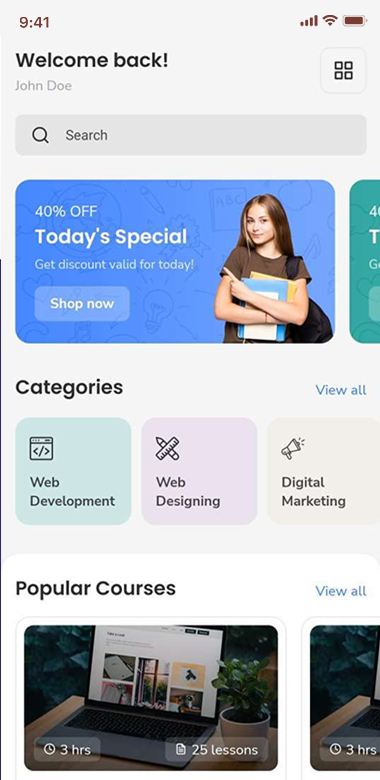 9:41
Welcome back!
John Doe
Search
40% OFF
Today's Special
Get discount valid for today!
Shop now
Categories
View all
Web
Development
Web
Designing
Digital
Marketing
Popular Courses
View all
3 hrs
25 lessons
3 hrs